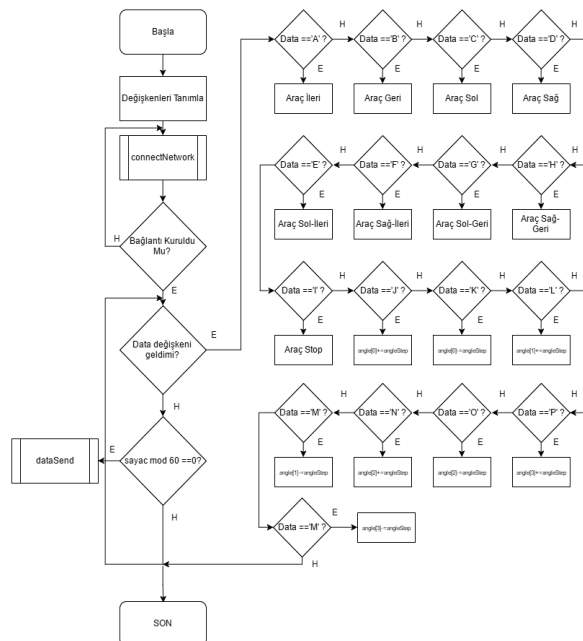 Başla
Değişkenleri Tanımla
connectNetwork
Bağlantı Kuruldu
Mu?
H
E
Data değişkeni
geldimi?
E
H
sayac mod 60 ==0?
E
dataSend
H
SON
Data =='A' ?
H
Data =='B' ?
H
Data =='C' ?
H
Data =='D' ?
H
E
E
E
E
Araç İleri
Araç Geri
Araç Sol
Araç Sağ
Data =='E' ?
H
Data =='F' ?
H
Data =='G' ?
H
Data =='H' ?
H
E
E
E
E
Araç Sol-İleri
Araç Sağ-İleri
Araç Sol-Geri
Araç Sağ-
Geri
Data =='I' ?
H
Data =='J' ?
H
Data =='K' ?
H
Data =='L' ?
H
E
E
E
E
Araç Stop
angle[0]+=angleStep
angle[0]-=angleStep
angle[1]+=angleStep
Data =='M' ?
H
Data =='N' ?
H
Data =='O' ?
H
Data =='P' ?
H
E
E
E
E
angle[1]-=angleStep
angle[2]+=angleStep
angle[2]-=angleStep
angle[3]+=angleStep
Data =='M' ?
E
angle[3]-=angleStep
H